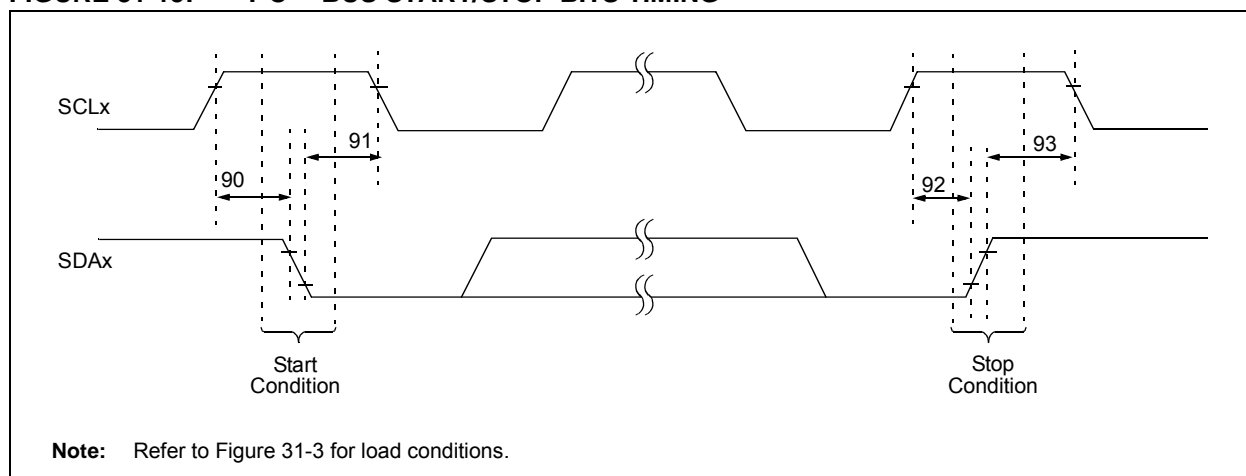 SCLx
91
93
90
92
SDAx
Start
Condition
Stop
Condition
Note: Refer to Figure 31-3 for load conditions.